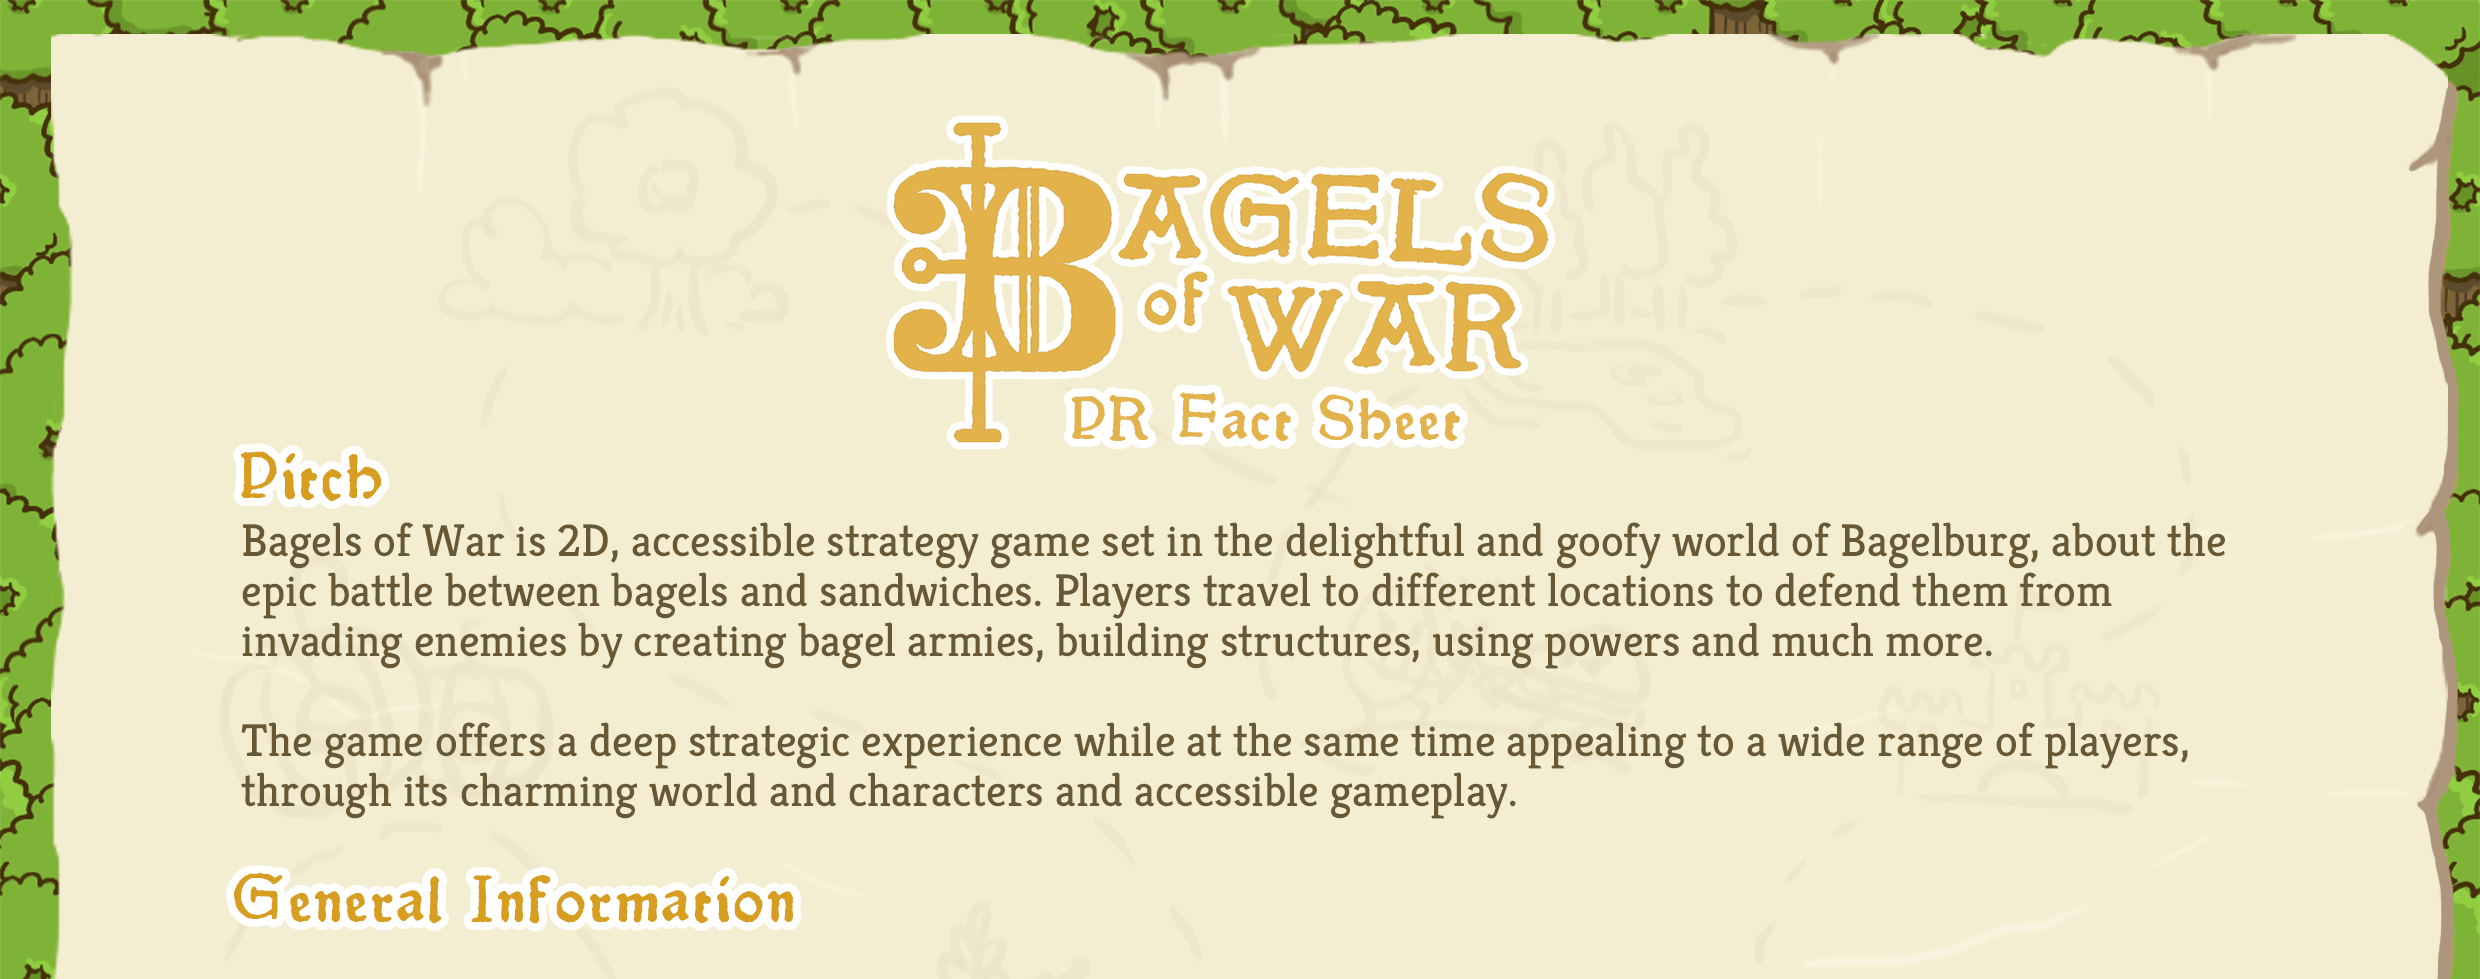 BAGELS
of WAR
PR Fact Sheet
Pitch
Bagels of War is 2D, accessible strategy game set in the delightful and goofy world of Bagelburg, about the
epic battle between bagels and sandwiches. Players travel to different locations to defend them from
invading enemies by creating bagel armies, building structures, using powers and much more.
The game offers a deep strategic experience while at the same time appealing to a wide range of players,
through its charming world and characters and accessible gameplay.
General Information